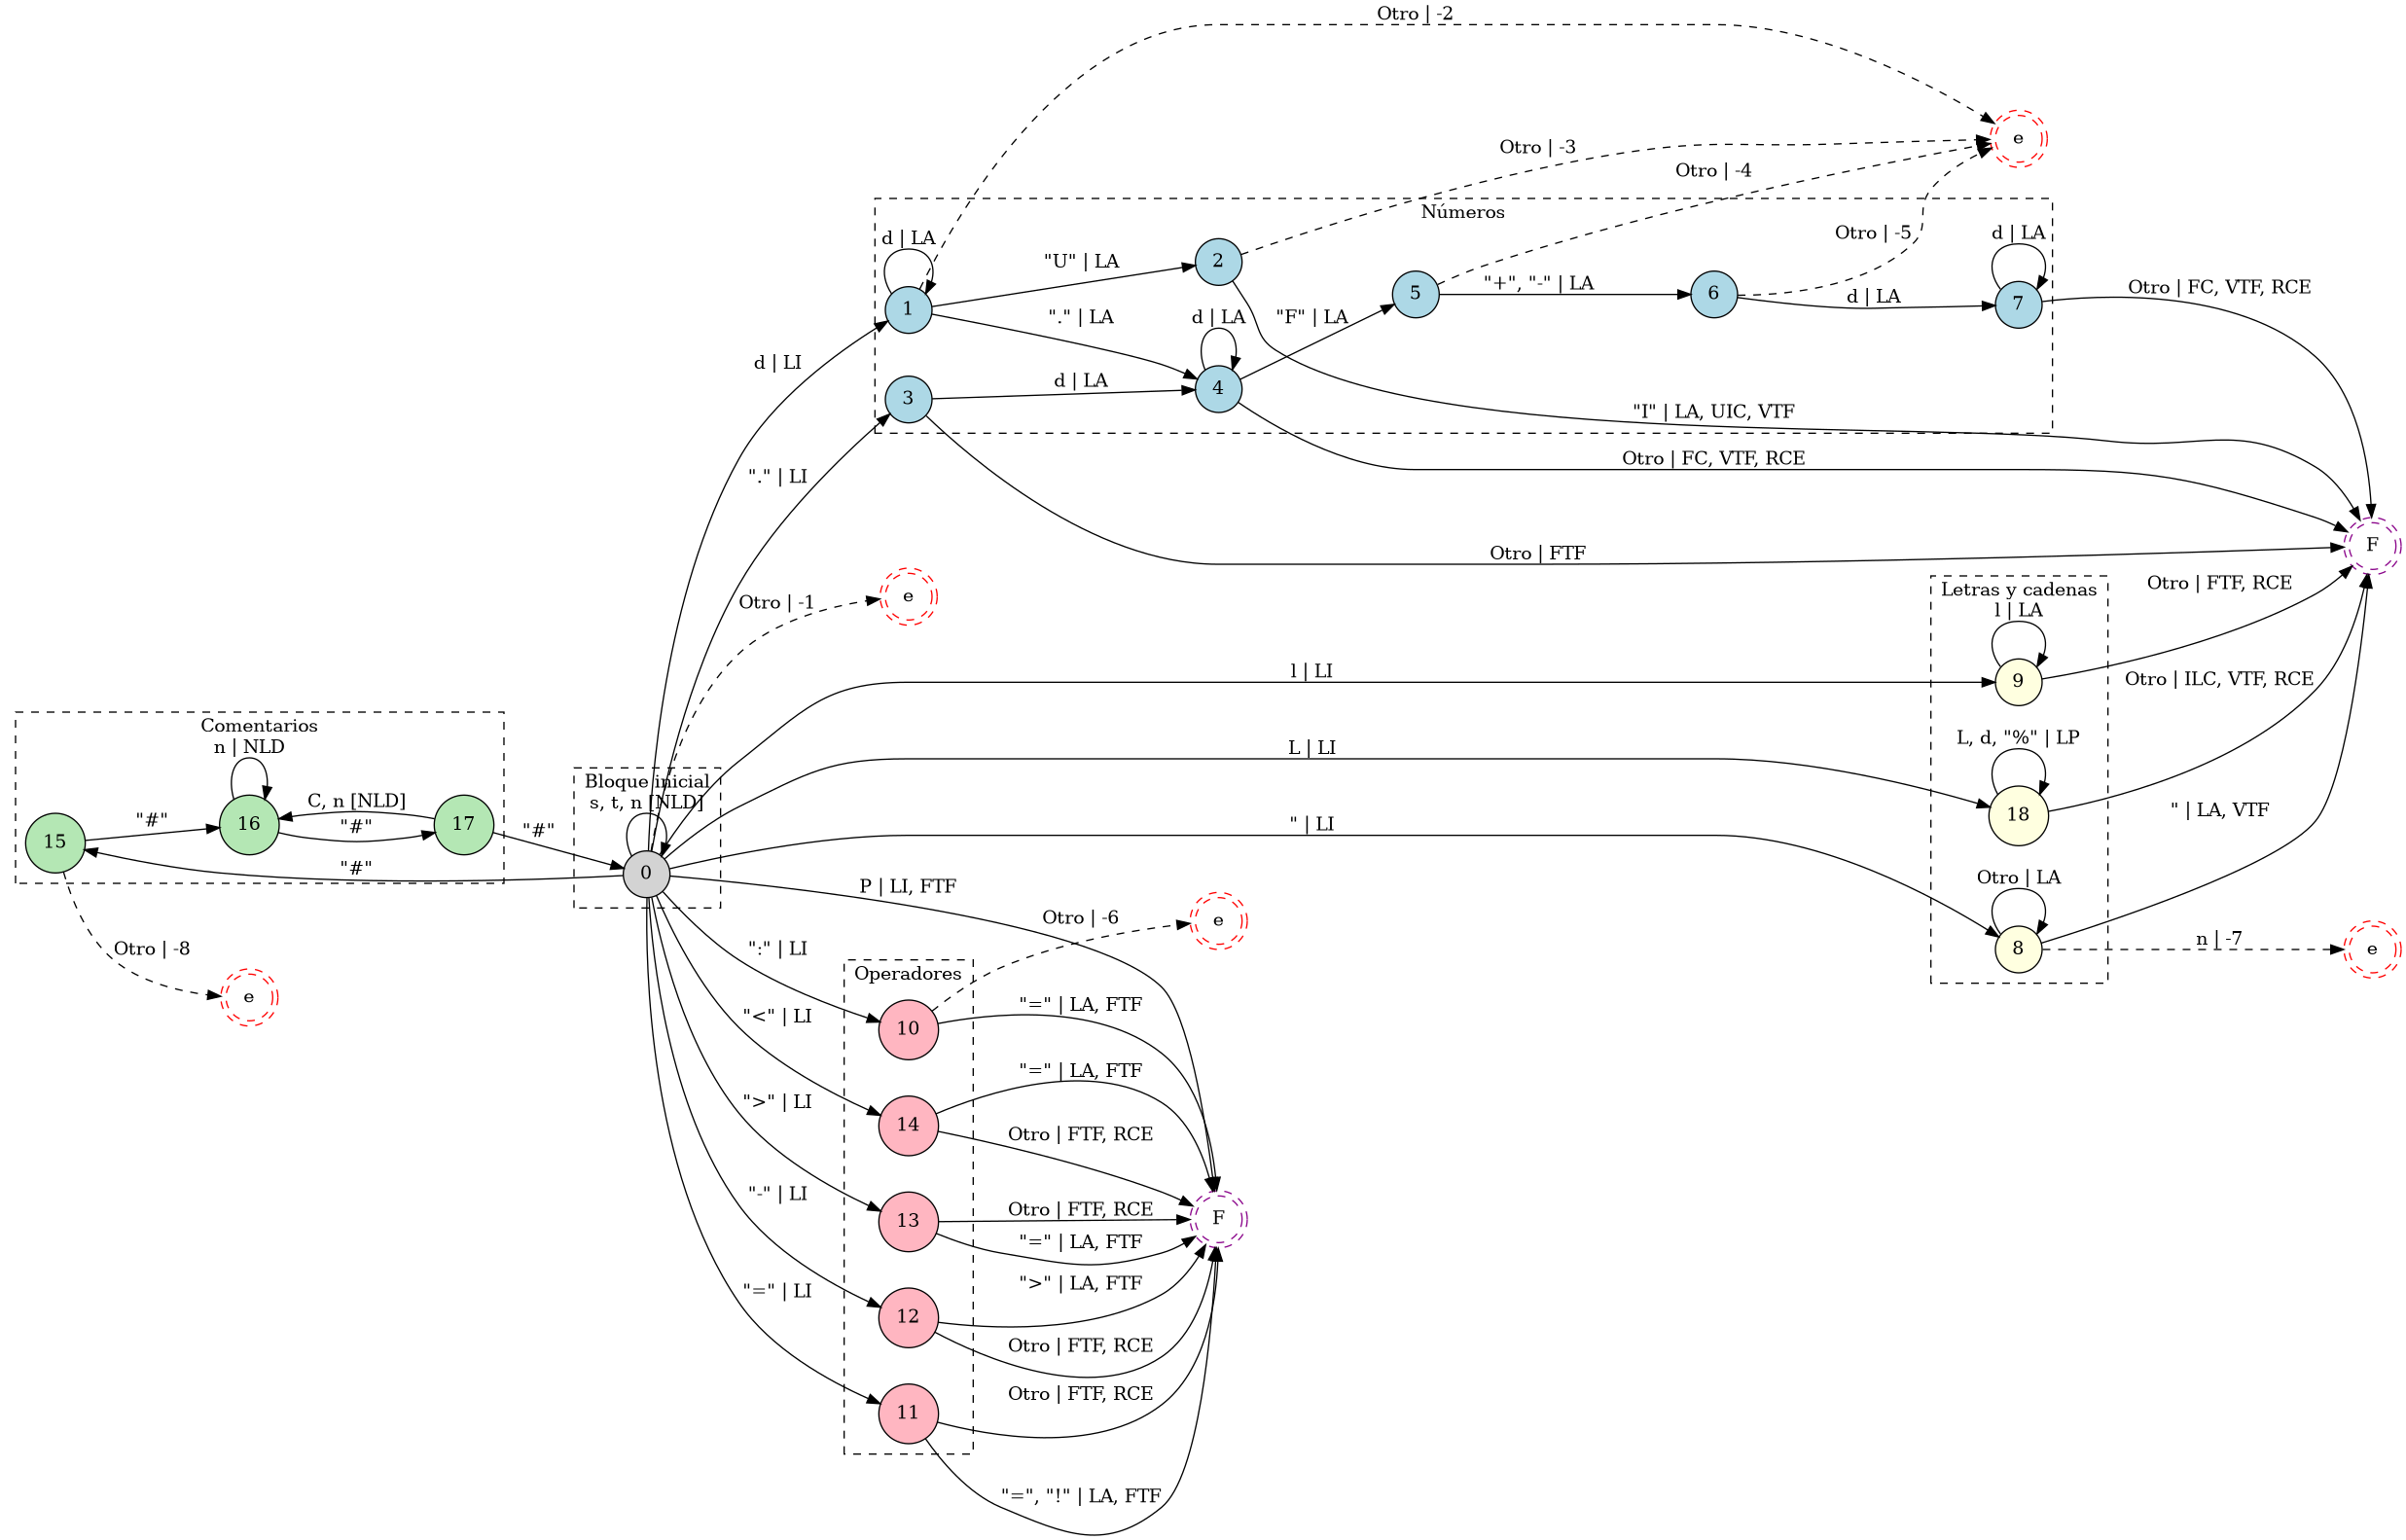 Otro | -2
e
Otro | -3
Otro | -4
Números
d | LA
Otro | -5
d | LA
"U" | LA
2
5
"+", "-" | LA
6
d | LA
7
Otro | FC, VTF, RCE
1
"." | LA
d | LA
"F" | LA
d | LI
3
d | LA
4
"I" | LA, UIC, VTF
"." | LI
Otro | FC, VTF, RCE
Otro | FTF
F
Otro | -1
e
Letras y cadenas
l | LA
Otro | FTF, RCE
l | LI
9
Otro | ILC, VTF, RCE
Comentarios
n | NLD
L | LI
L, d, "%" | LP
Bloque inicial
s, t, n [NLD]
C, n [NLD]
"#"
16
"#"
17
"#"
15
"#"
0
" | LI
18
" | LA, VTF
P | LI, FTF
Otro | LA
8
n | -7
e
Otro | -8
e
":" | LI
Otro | -6
e
Operadores
"<" | LI
10
"=" | LA, FTF
">" | LI
14
"=" | LA, FTF
Otro | FTF, RCE
"-" | LI
13
Otro | FTF, RCE
"=" | LA, FTF
F
"=" | LI
12
">" | LA, FTF
Otro | FTF, RCE
11
Otro | FTF, RCE
"=", "!" | LA, FTF